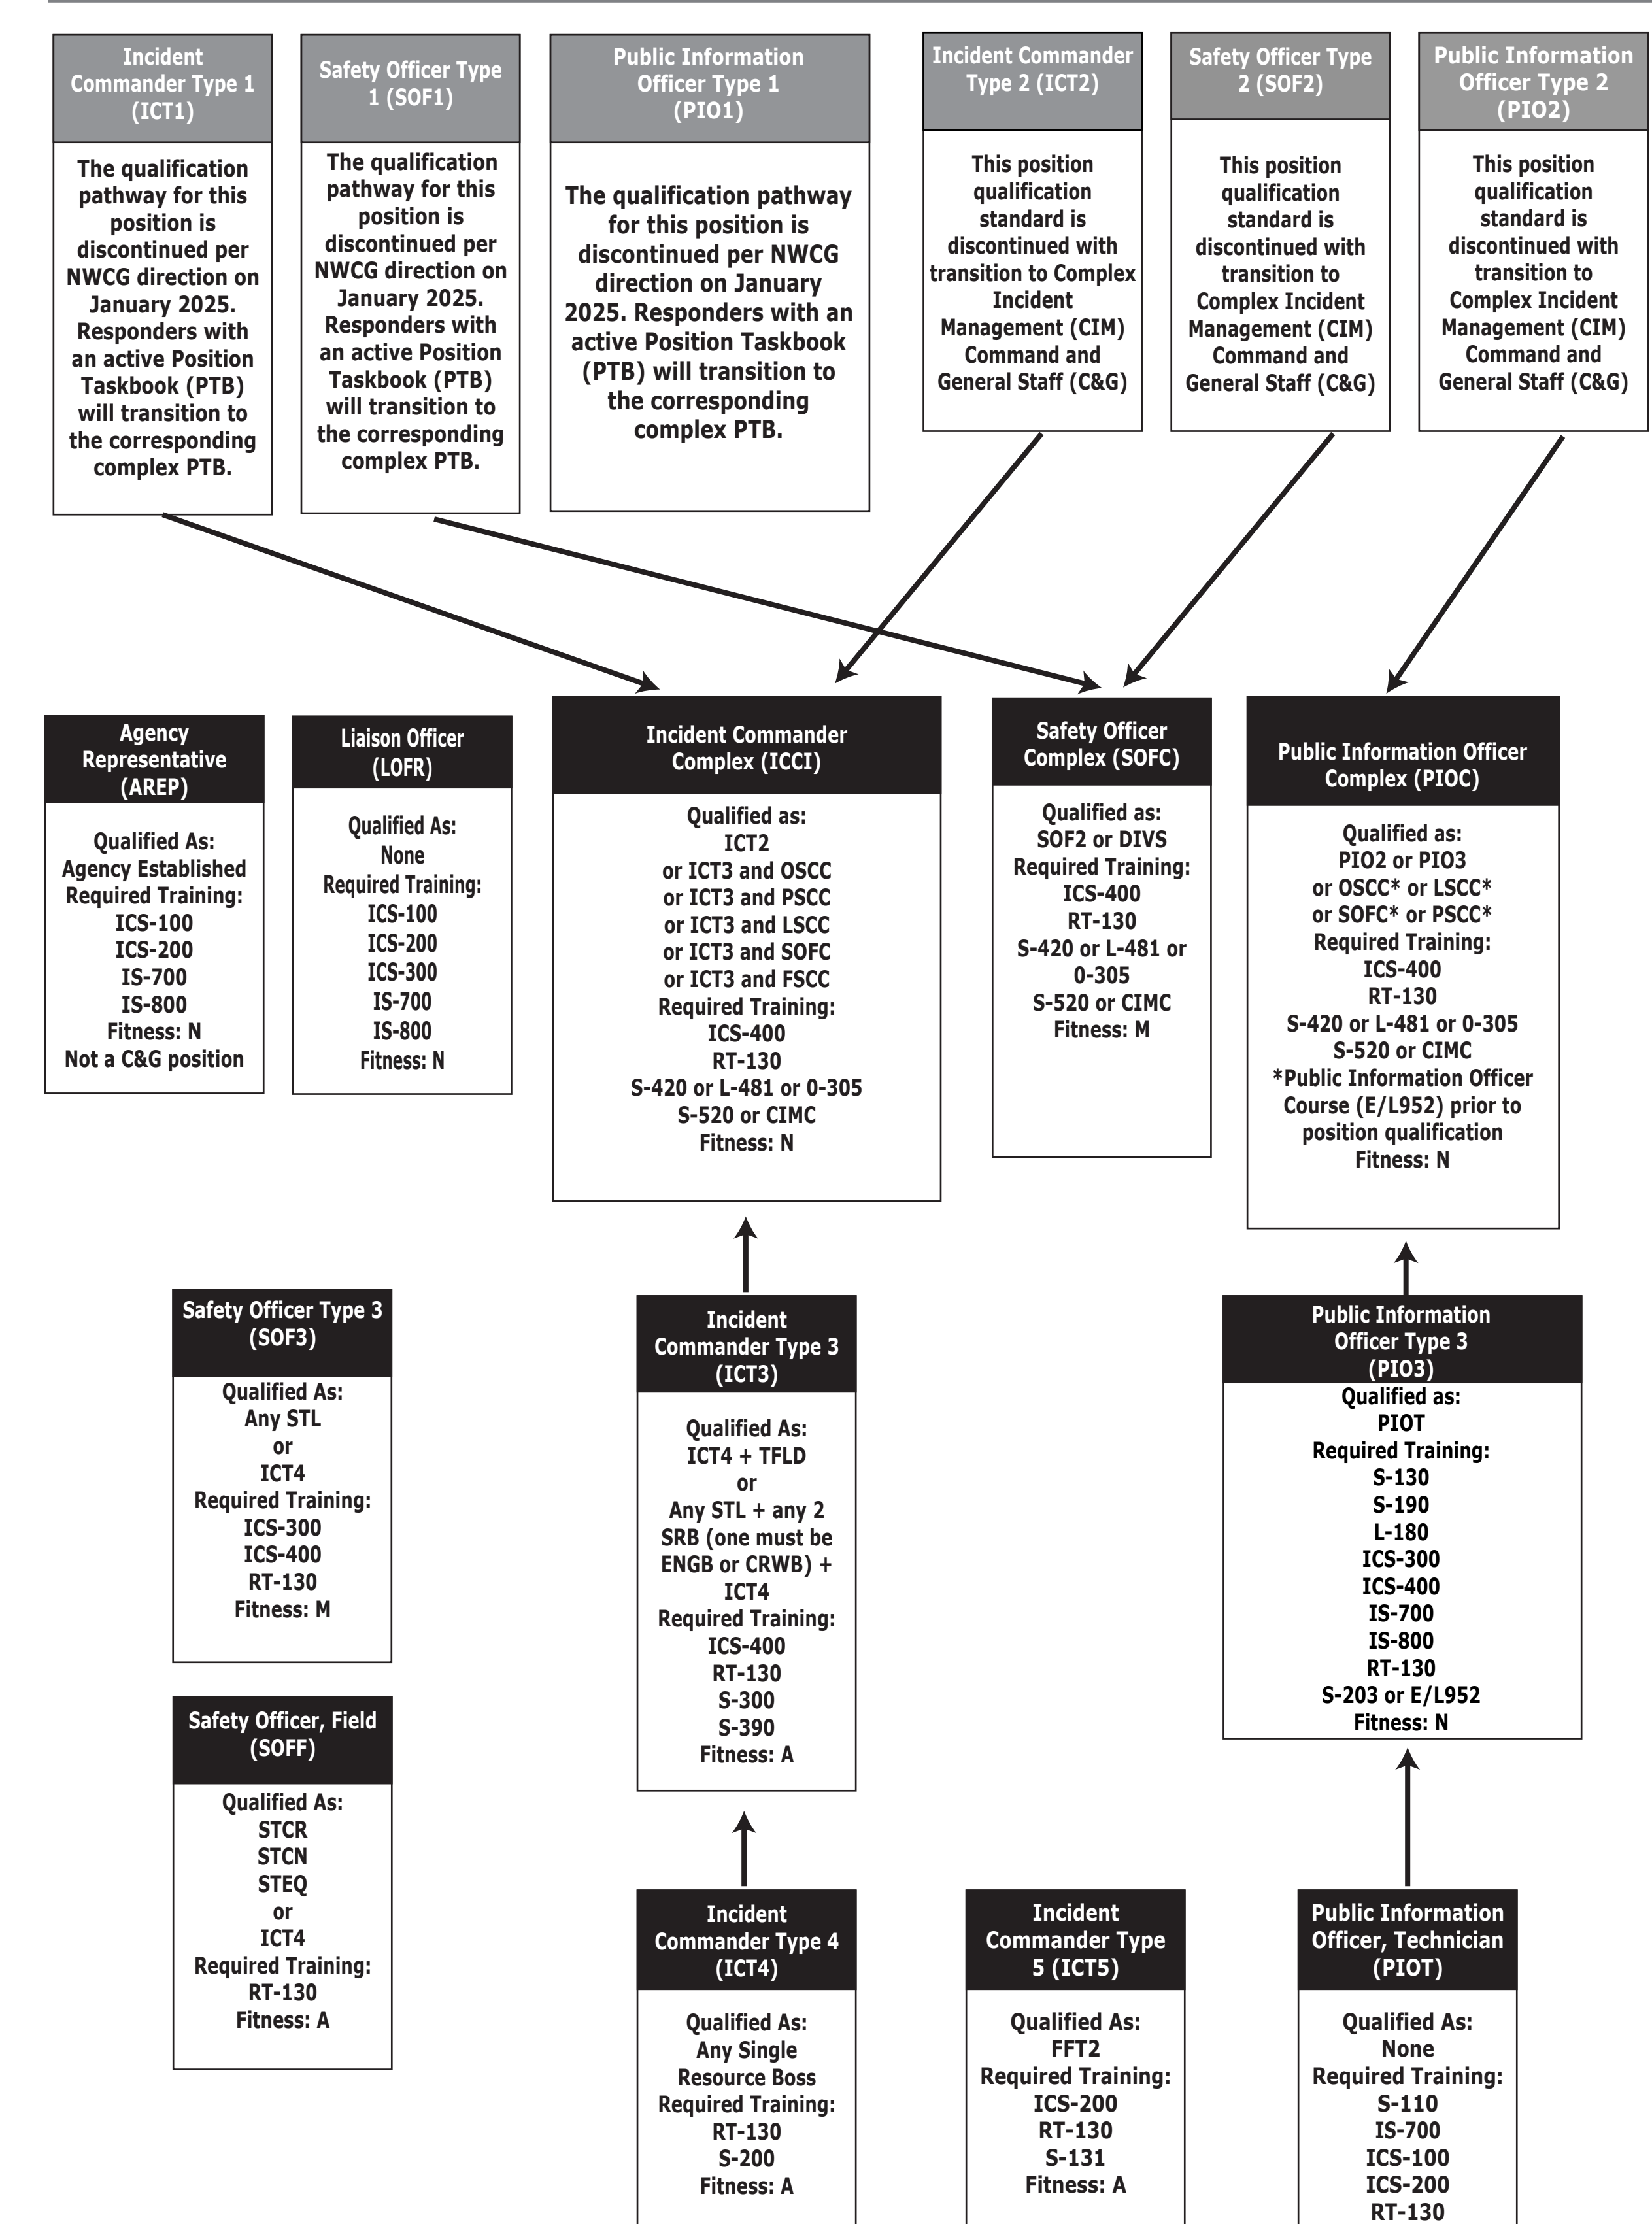 Incident
Commander Type 1
(ICT1)
The qualification
pathway for this
position is
discontinued per
NWCG direction on
January 2025.
Responders with
an active Position
Taskbook (PTB)
will transition to
the corresponding
complex PTB.
Safety Officer Type
1 (SOF1)
The qualification
pathway for this
position is
discontinued per
NWCG direction on
January 2025.
Responders with
an active Position
Taskbook (PTB)
will transition to
the corresponding
complex PTB.
Public Information
Officer Type 1
(PIO1)
The qualification pathway
for this position is
discontinued per NWCG
direction on January
2025. Responders with an
active Position Taskbook
(PTB) will transition to
the corresponding
complex PTB.
Incident Commander
Type 2 (ICT2)
This position
qualification
standard is
discontinued with
transition to Complex
Incident
Management (CIM)
Command and
General Staff (C&G)
Safety Officer Type
2 (SOF2)
This position
qualification
standard is
discontinued with
transition to
Complex Incident
Management (CIM)
Command and
General Staff (C&G)
Public Information
Officer Type 2
(PIO2)
This position
qualification
standard is
discontinued with
transition to
Complex Incident
Management (CIM)
Command and
General Staff (C&G)
Agency
Representative
(AREP)
Qualified As:
Agency Established
Required Training:
ICS-100
ICS-200
IS-700
IS-800
Fitness: N
Not a C&G position
Liaison Officer
(LOFR)
Qualified As:
None
Required Training:
ICS-100
ICS-200
ICS-300
IS-700
IS-800
Fitness: N
Incident Commander
Complex (ICCI)
Qualified as:
ICT2
or ICT3 and OSCC
or ICT3 and PSCC
or ICT3 and LSCC
or ICT3 and SOFC
or ICT3 and FSCC
Required Training:
ICS-400
RT-130
S-420 or L-481 or 0-305
S-520 or CIMC
Fitness: N
Safety Officer
Complex (SOFC)
Qualified as:
SOF2 or DIVS
Required Training:
ICS-400
RT-130
S-420 or L-481 or
0-305
S-520 or CIMC
Fitness: M
Public Information Officer
Complex (PIOC)
Qualified as:
PIO2 or PIO3
or OSCC* or LSCC*
or SOFC* or PSCC*
Required Training:
ICS-400
RT-130
S-420 or L-481 or 0-305
S-520 or CIMC
*Public Information Officer
Course (E/L952) prior to
position qualification
Fitness: N
Safety Officer Type 3
(SOF3)
Qualified As:
Any STL
or
ICT4
Required Training:
ICS-300
ICS-400
RT-130
Fitness: M
Incident
Commander Type 3
(ICT3)
Qualified As:
ICT4 + TFLD
or
Any STL + any 2
SRB (one must be
ENGB or CRWB) +
ICT4
Required Training:
ICS-400
RT-130
S-300
S-390
Fitness: A
Public Information
Officer Type 3
(PIO3)
Qualified as:
PIOT
Required Training:
S-130
S-190
L-180
ICS-300
ICS-400
IS-700
IS-800
RT-130
S-203 or E/L952
Fitness: N
Safety Officer, Field
(SOFF)
Qualified As:
STCR
STCN
STEQ
or
ICT4
Required Training:
RT-130
Fitness: A
Incident
Commander Type 4
(ICT4)
Qualified As:
Any Single
Resource Boss
Required Training:
RT-130
S-200
Fitness: A
Incident
Commander Type
5 (ICT5)
Qualified As:
FFT2
Required Training:
ICS-200
RT-130
S-131
Fitness: A
Public Information
Officer, Technician
(PIOT)
Qualified As:
None
Required Training:
S-110
IS-700
ICS-100
ICS-200
RT-130